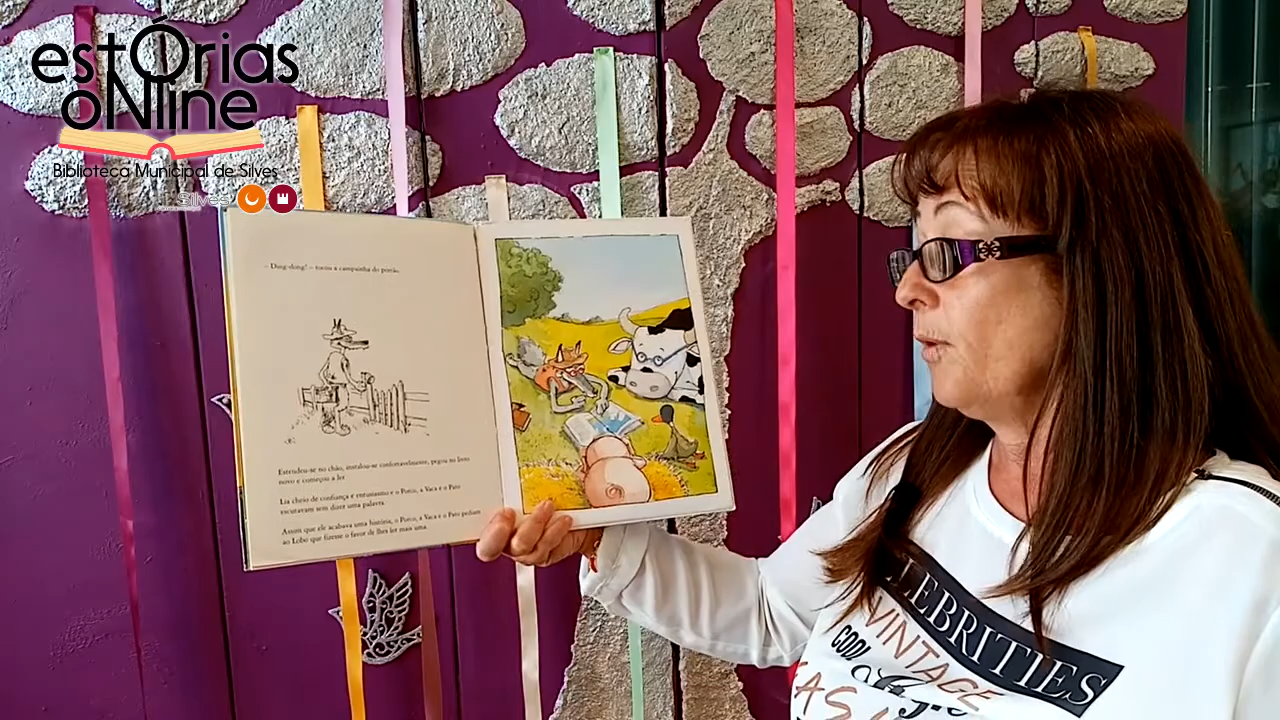 estÓrias
oNline
Biblioteca Municipal de Silves
Silves
– Ding-dong! – tocou a campainha do portão.
Estendeu-se no chão, instalou-se confortavelmente, pegou no livro
novo e começou a ler
Lia cheio de confiança e entusiasmo e o Porco, a Vaca e o Pato
escutavam sem dizer uma palavra.
Assim que ele acabava uma história, o Porco, a Vaca e o Pato pediam
ao Lobo que fizesse o favor de lhes ler mais uma.
ELEBRITIES
VINTAGE